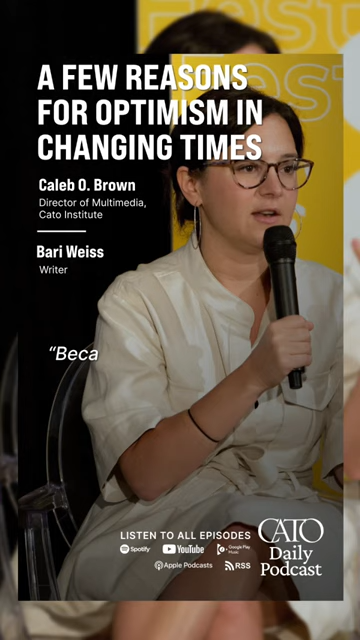 A FEW REASONS
FOR OPTIMISM IN
CHANGING TIMES
Caleb O. Brown
Director of Multimedia,
Cato Institute
Bari Weiss
Writer
“Beca
LISTEN TO ALL EPISODES
Spotify
YouTube
Google Play
Music
Apple Podcasts
RSS
CATO
Daily
Podcast